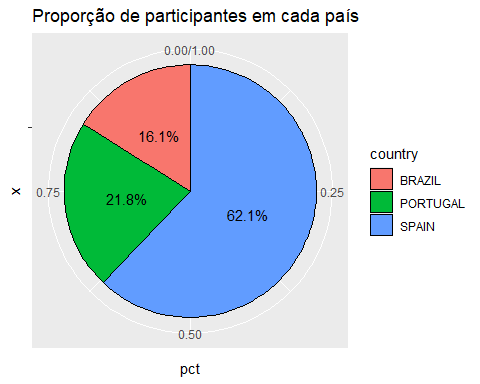 Proporção de participantes em cada país
0.00/1.00
16.1%
21.8%
62.1%
0.75
0.25
0.50
x
pct
country
BRAZIL
PORTUGAL
SPAIN